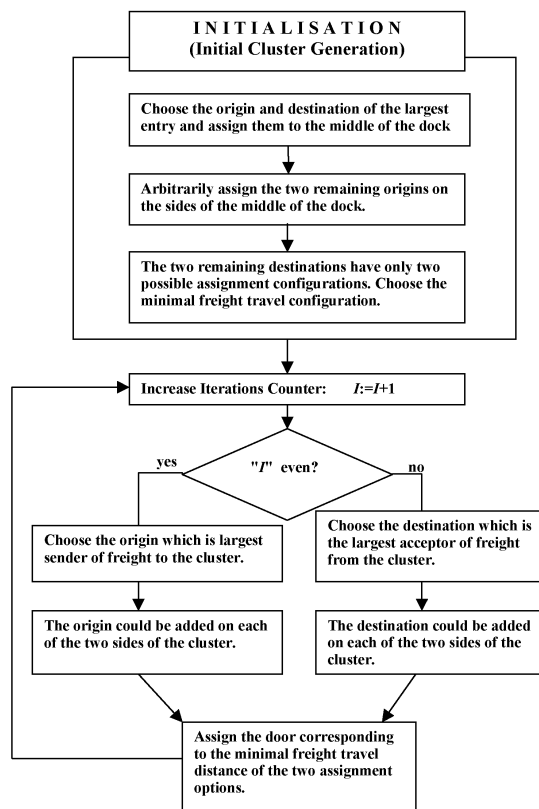 I N I T I A L I S A T I O N
(Initial Cluster Generation)
Choose the origin and destination of the largest
entry and assign them to the middle of the dock
Arbitrarily assign the two remaining origins on
the sides of the middle of the dock.
The two remaining destinations have only two
possible assignment configurations. Choose the
minimal freight travel configuration.
Increase Iterstions Counter: I:=I+1
"I" even?
yes
no
Choose the origin which is largest
sender of freight to the cluster.
Choose the destination which is
the largest acceptor of freight
from the cluster.
The origin could be added on each
of the two sides of the cluster.
The destination could be added
on each of the two sides of the
cluster.
Assign the door corresponding
to the minimal freight travel
distance of the two assignment
options.